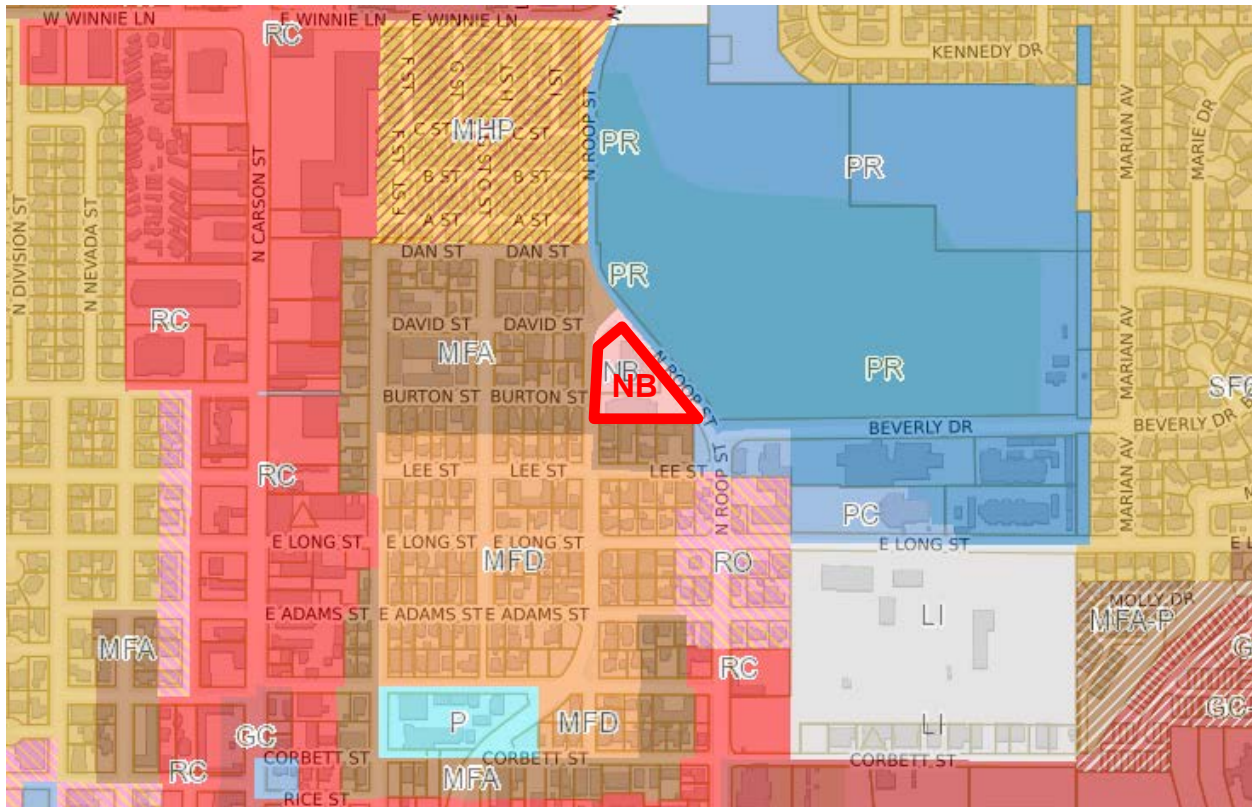 W WINNIE LN
E WINNIE LN
E WINNIE LN
RC
KENNEDY DR
F ST
G ST
I ST
I ST
N ROOP ST
MARIAN AV
MARIE DR
MHP
C ST
C ST
PR
PR
F ST
G ST
B ST
B ST
N CARSON ST
A ST
A ST
N DIVISION ST
N NEVADA ST
DAN ST
DAN ST
PR
RC
DAVID ST
DAVID ST
MARIAN AV
MFA
N ROOP ST
NB
NB
PR
BURTON ST
BURTON ST
BEVERLY DR
BEVERLY DR
RC
LEE ST
LEE ST
LEE ST
N ROOP ST
MARIAN AV
PC
E LONG ST
E LONG ST
E LONG ST
E LONG ST
MFD
RO
E ADAMS ST
E ADAMS ST
E ADAMS ST
MOLLY DR
LI
MFA-P
MFA
RC
P
MFD
LI
GC
CORBETT ST
CORBETT ST
CORBETT ST
RC
MFA
RICE ST